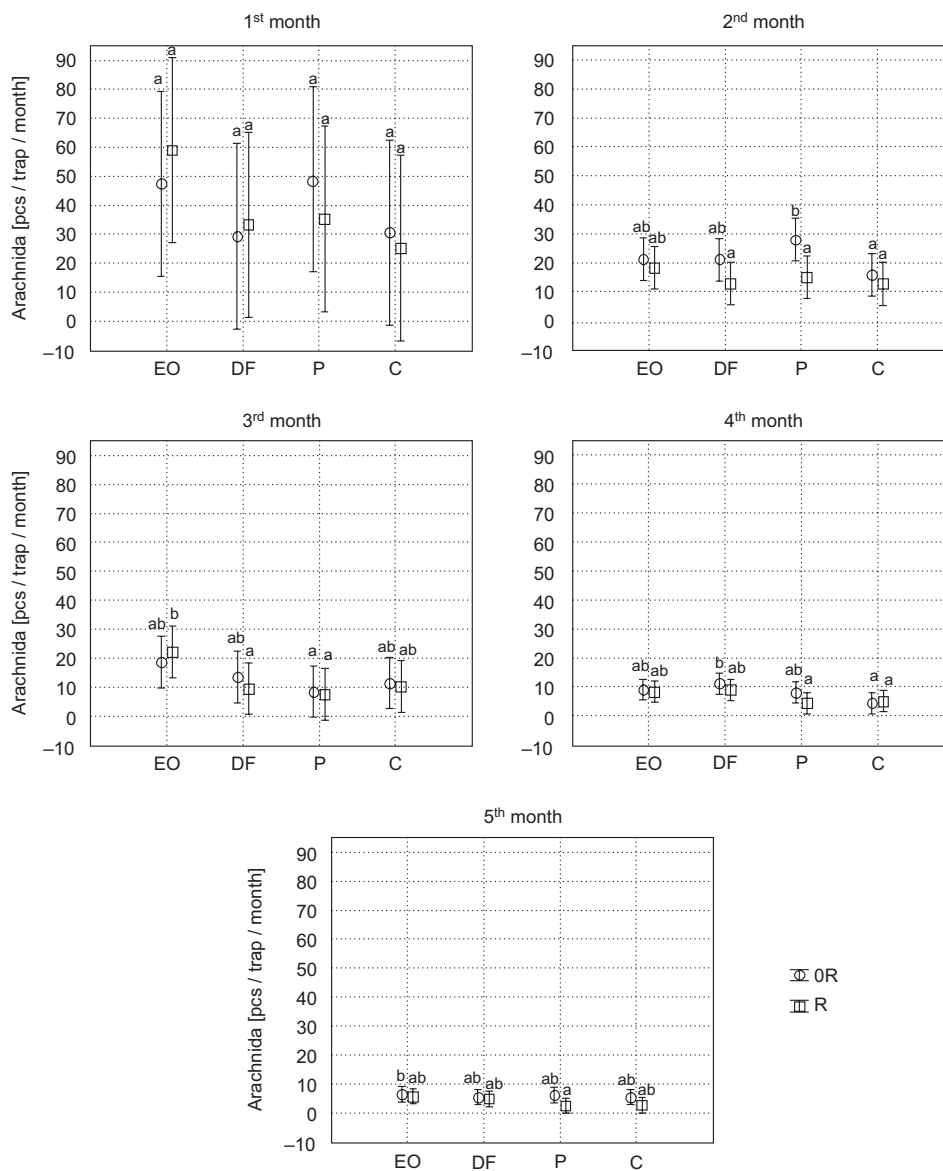 1st month
2nd month
Arachnida [pcs / trap / month]
90
80
70
60
50
40
30
20
10
0
–10
a a a a a a a a
EO DF P C
90
80
70
60
50
40
30
20
10
0
–10
ab ab ab a b a a a
EO DF P C
3rd month
4th month
Arachnida [pcs / trap / month]
90
80
70
60
50
40
30
20
10
0
–10
ab b ab a a a ab ab
EO DF P C
90
80
70
60
50
40
30
20
10
0
–10
ab ab b ab ab a a a
EO DF P C
5th month
Arachnida [pcs / trap / month]
90
80
70
60
50
40
30
20
10
0
–10
b ab ab ab ab a ab ab
EO DF P C
0R
R